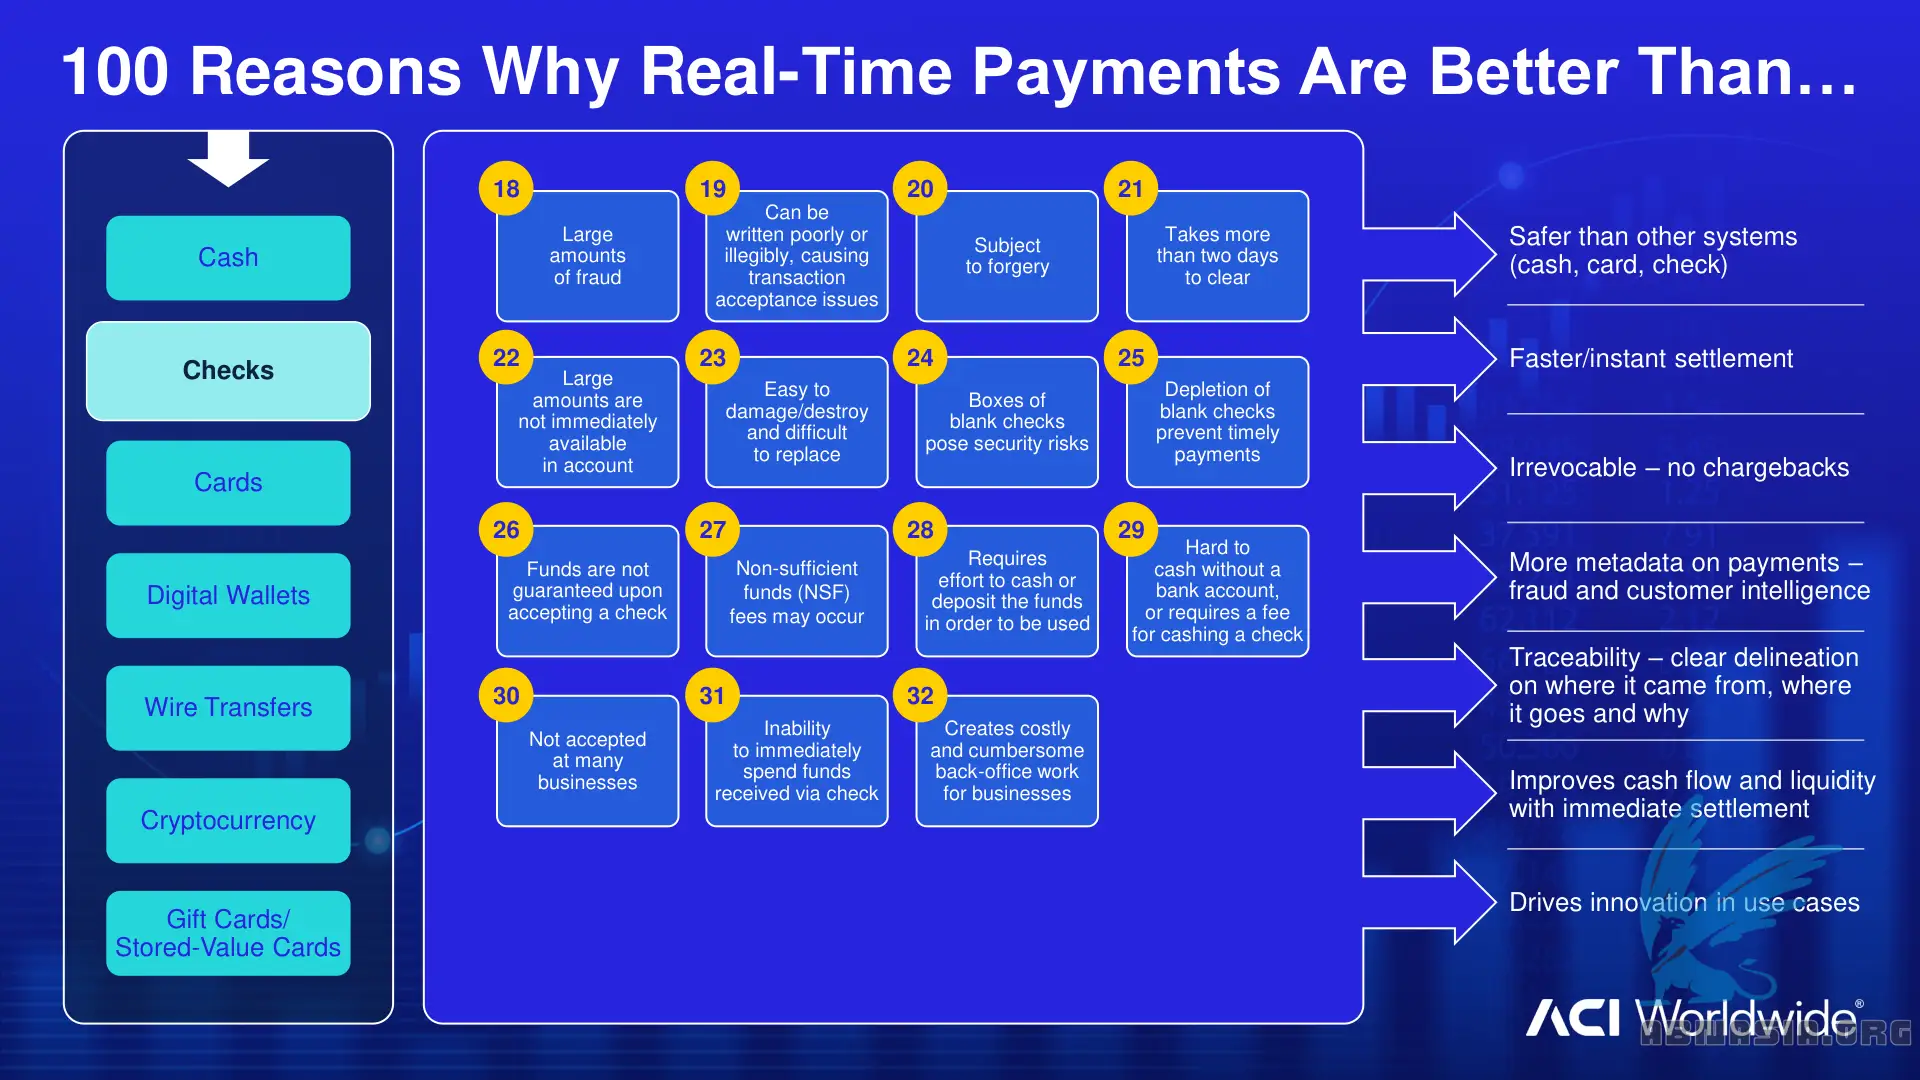 100 Reasons Why Real-Time Payments Are Better Than…
Cash
Checks
Cards
Digital Wallets
Wire Transfers
Cryptocurrency
Gift Cards/
Stored-Value Cards
18
Large
amounts
of fraud
19
Can be
written poorly or
illegibly, causing
transaction
acceptance issues
20
Subject
to forgery
21
Takes more
than two days
to clear
22
Large
amounts are
not immediately
available
in account
23
Easy to
damage/destroy
and difficult
to replace
24
Boxes of
blank checks
pose security risks
25
Depletion of
blank checks
prevent timely
payments
26
Funds are not
guaranteed upon
accepting a check
27
Non-sufficient
funds (NSF)
fees may occur
28
Requires
effort to cash or
deposit the funds
in order to be used
29
Hard to
cash without a
bank account,
or requires a fee
for cashing a check
30
Not accepted
at many
businesses
31
Inability
to immediately
spend funds
received via check
32
Creates costly
and cumbersome
back-office work
for businesses
Safer than other systems
(cash, card, check)
Faster/instant settlement
Irrevocable – no chargebacks
More metadata on payments –
fraud and customer intelligence
Traceability – clear delineation
on where it came from, where
it goes and why
Improves cash flow and liquidity
with immediate settlement
Drives innovation in use cases
ACI Worldwide®
ABNASIA.ORG